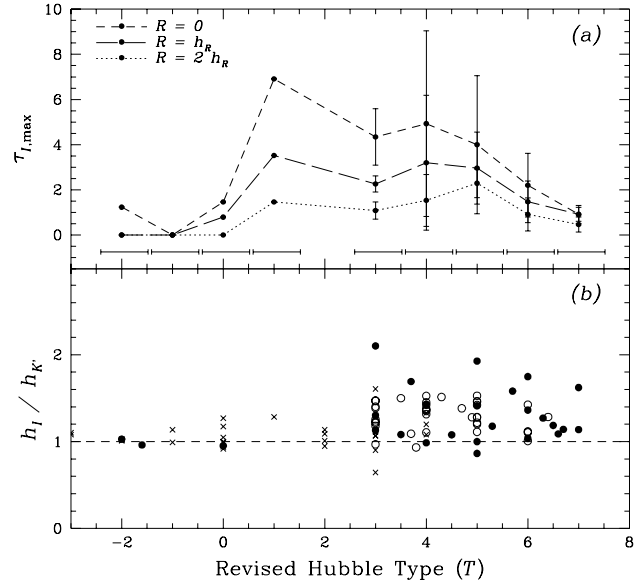 10
(a)
R = 0
R = h_R
R = 2 h_R
8
6
4
2
0
τ_I,max
(b)
2
1
0
h_I / h_K'
-2 0 2 4 6 8
Revised Hubble Type (T)